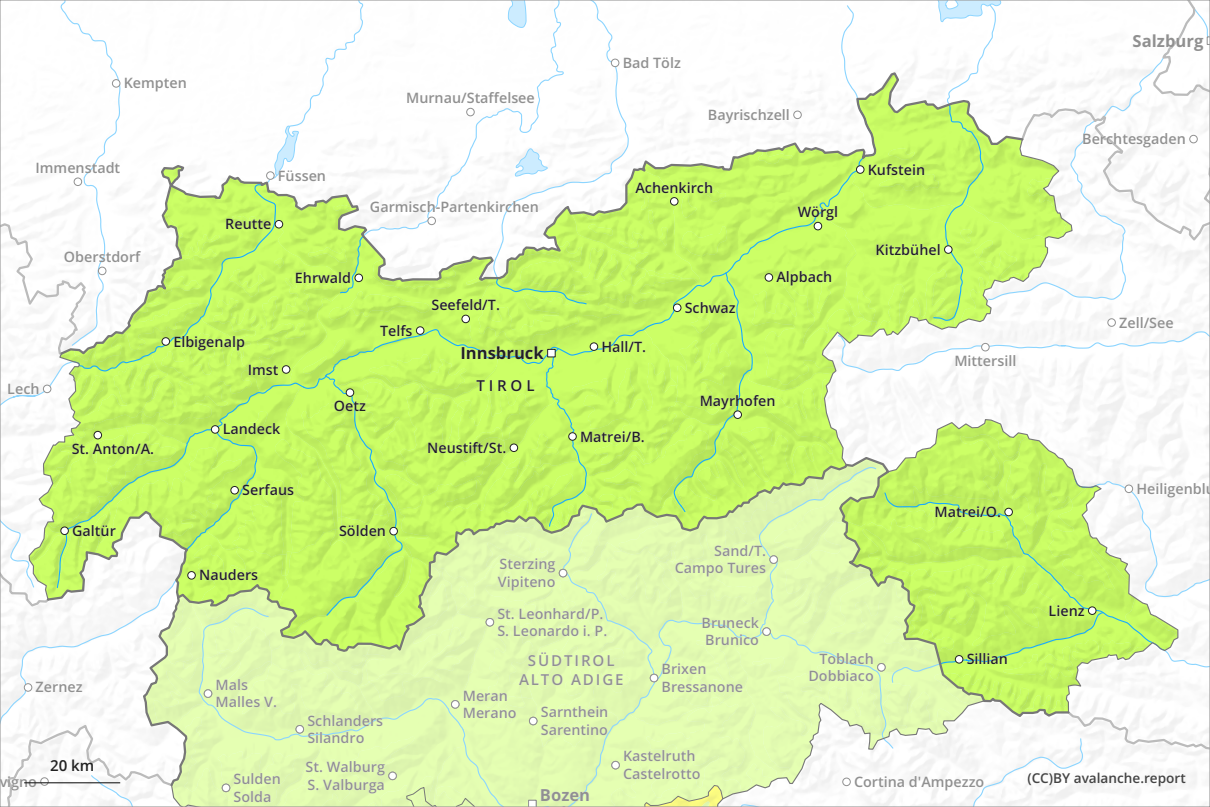 Salzburg
Bad Tölz
Kempten
Murnau/Staffelsee
Bayrischzell
Berchtesgaden
Immenstadt
Füssen
Kufstein
Achenkirch
Garmisch-Partenkirchen
Wörgl
Reutte
Kitzbühel
Oberstdorf
Ehrwald
Alpbach
Seefeld/T.
Schwaz
Zell/See
Telfs
Elbigenalp
Innsbruck
Hall/T.
Mittersill
Imst
TIROL
Lech
Oetz
Mayrhofen
Landeck
Matrei/B.
St. Anton/A.
Neustift/St.
Serfaus
Heiligenblu
Matrei/O.
Galtür
Sölden
Sand/T.
Campo Tures
Sterzing
Vipiteno
Nauders
Lienz
St. Leonhard/P.
S. Leonardo i. P.
Bruneck
Brunico
SÜDTIROL
ALTO ADIGE
Sillian
Toblach
Dobbiaco
Brixen
Bressanone
Zernez
Mals
Malles V.
Meran
Merano
Sarnthein
Sarentino
Schlanders
Silandro
Kastelruth
Castelrotto
20 km
St. Walburg
S. Valburga
vigno
Sulden
Solda
Cortina d'Ampezzo
(CC)BY avalanche.report
Bozen